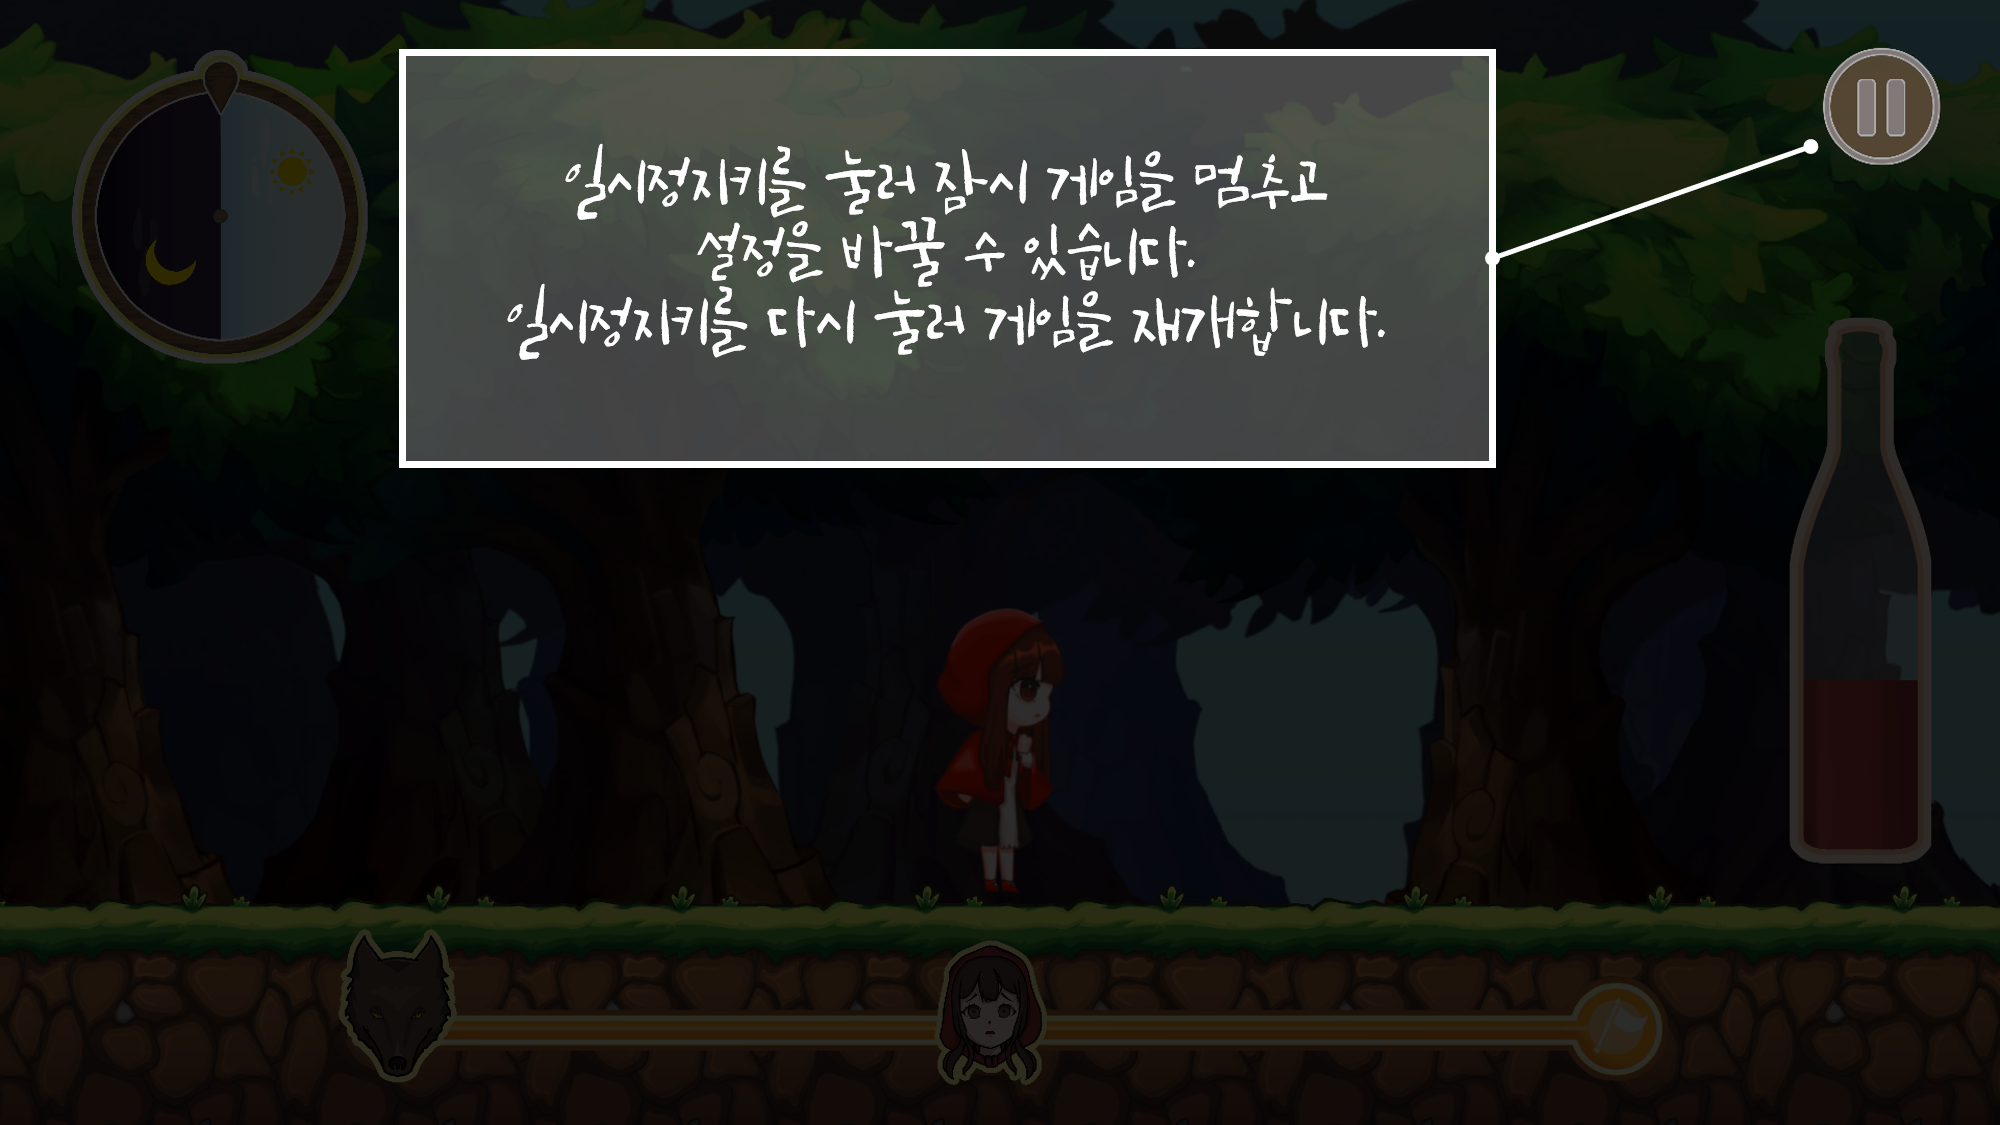 일시정지키를 눌러 잠시 게임을 멈추고
설정을 바꿀 수 있습니다.
일시정지키를 다시 눌러 게임을 재개합니다.